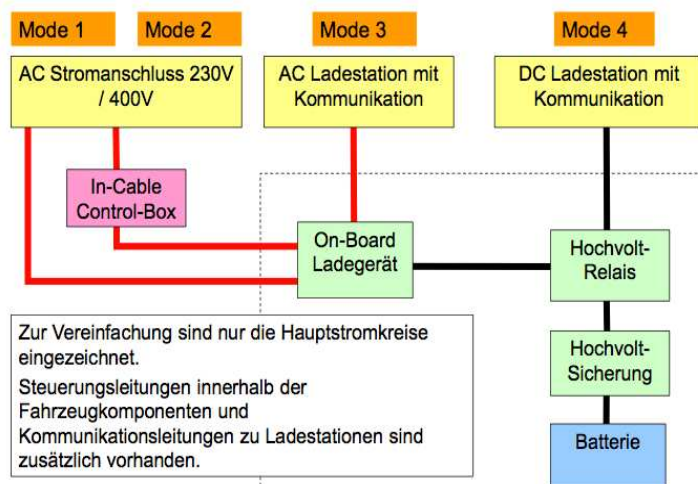 Mode 1
Mode 2
Mode 3
Mode 4
AC Stromanschluss 230V
/ 400V
AC Ladestation mit
Kommunikation
DC Ladestation mit
Kommunikation
In-Cable
Control-Box
On-Board
Ladegerät
Hochvolt-
Relais
Zur Vereinfachung sind nur die Hauptstromkreise
eingezeichnet.
Steuerungsleitungen innerhalb der
Fahrzeugkomponenten und
Kommunikationsleitungen zu Ladestationen sind
zusätzlich vorhanden.
Hochvolt-
Sicherung
Batterie